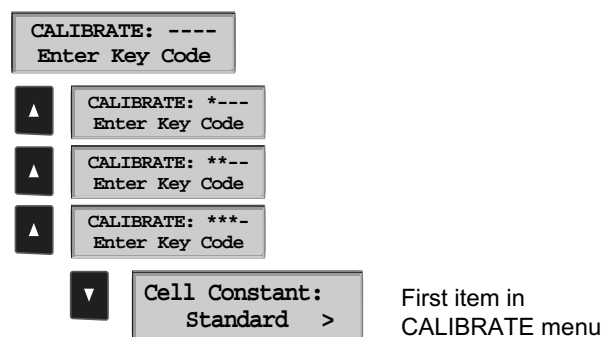 CALIBRATE: ----
Enter Key Code
CALIBRATE: *---
Enter Key Code
CALIBRATE: **--
Enter Key Code
CALIBRATE: ***-
Enter Key Code
Cell Constant:
Standard >
First item in
CALIBRATE menu